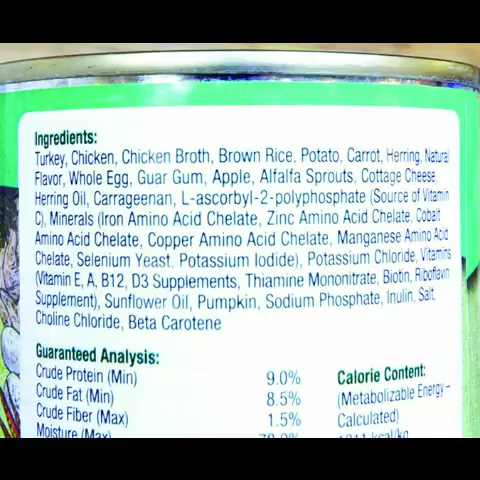 Ingredients:
Turkey, Chicken, Chicken Broth, Brown Rice, Potato, Carrot, Herring, Natural
Flavor, Whole Egg, Guar Gum, Apple, Alfalfa Sprouts, Cottage Cheese,
Herring Oil, Carrageenan, L-ascorbyl-2-polyphosphate (Source of Vitamin
C), Minerals (Iron Amino Acid Chelate, Zinc Amino Acid Chelate, Cobalt
Amino Acid Chelate, Copper Amino Acid Chelate, Manganese Amino Acid
Chelate, Selenium Yeast, Potassium Iodide), Potassium Chloride, Vitamins
(Vitamin E, A, B12, D3 Supplements, Thiamine Mononitrate, Biotin, Riboflavin
Supplement), Sunflower Oil, Pumpkin, Sodium Phosphate, Inulin, Salt,
Choline Chloride, Beta Carotene
Guaranteed Analysis:
Crude Protein (Min) 9.0%
Crude Fat (Min) 8.5%
Crude Fiber (Max) 1.5%
Moisture (Max)
Calorie Content:
(Metabolizable Energy –
Calculated)
kcal/kg